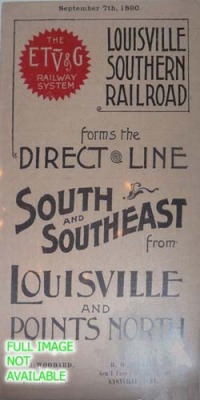 September 7th, 1890.
THE
E.T.V.&G
RAILWAY
SYSTEM
LOUISVILLE
SOUTHERN
RAILROAD
forms the
DIRECT LINE
SOUTH
AND
SOUTHEAST
from
LOUISVILLE
AND
POINTS NORTH
FULL IMAGE
NOT
AVAILABLE
WOODARD,